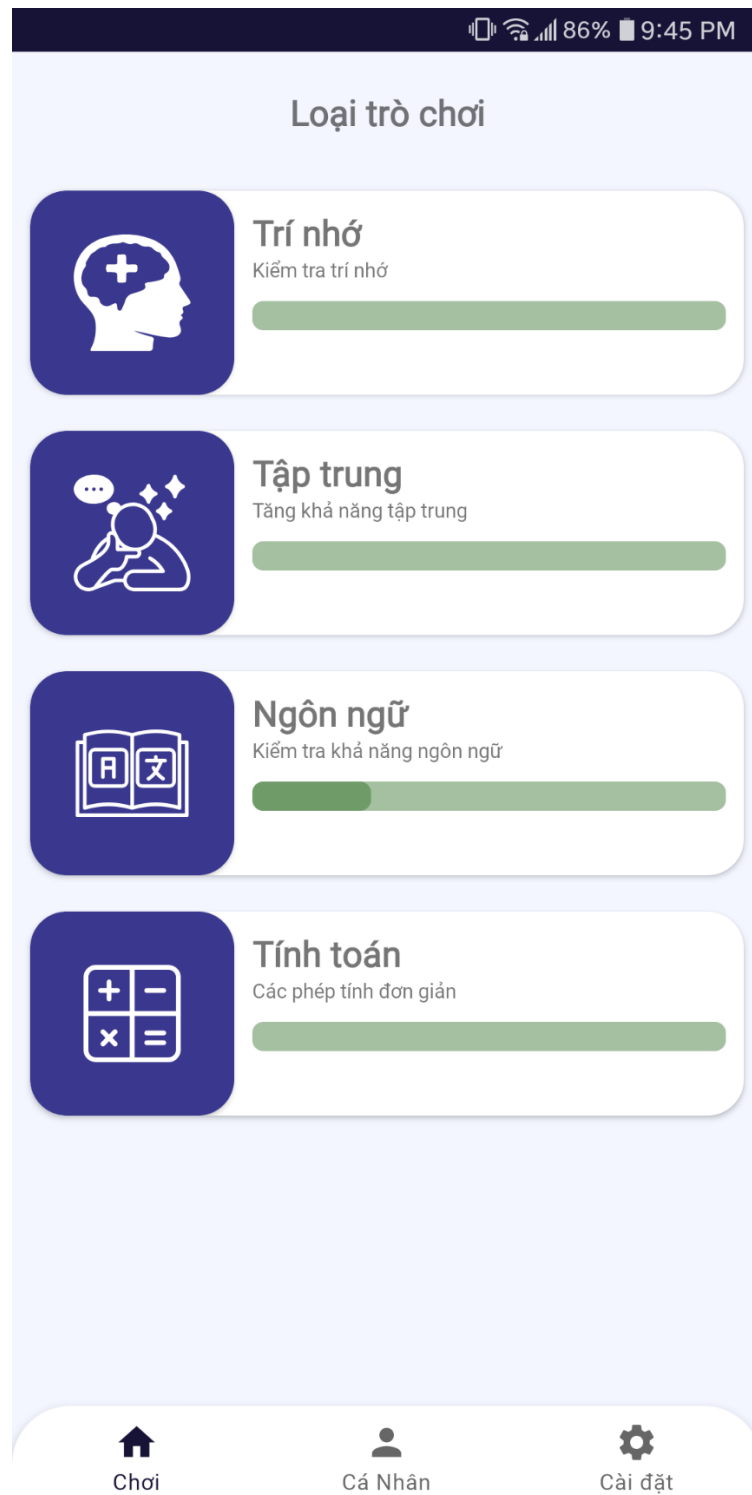 86% 9:45 PM
Loại trò chơi
Trí nhớ
Kiểm tra trí nhớ
Tập trung
Tăng khả năng tập trung
Ngôn ngữ
Kiểm tra khả năng ngôn ngữ
A 文
Tính toán
Các phép tính đơn giản
Chơi
Cá Nhân
Cài đặt